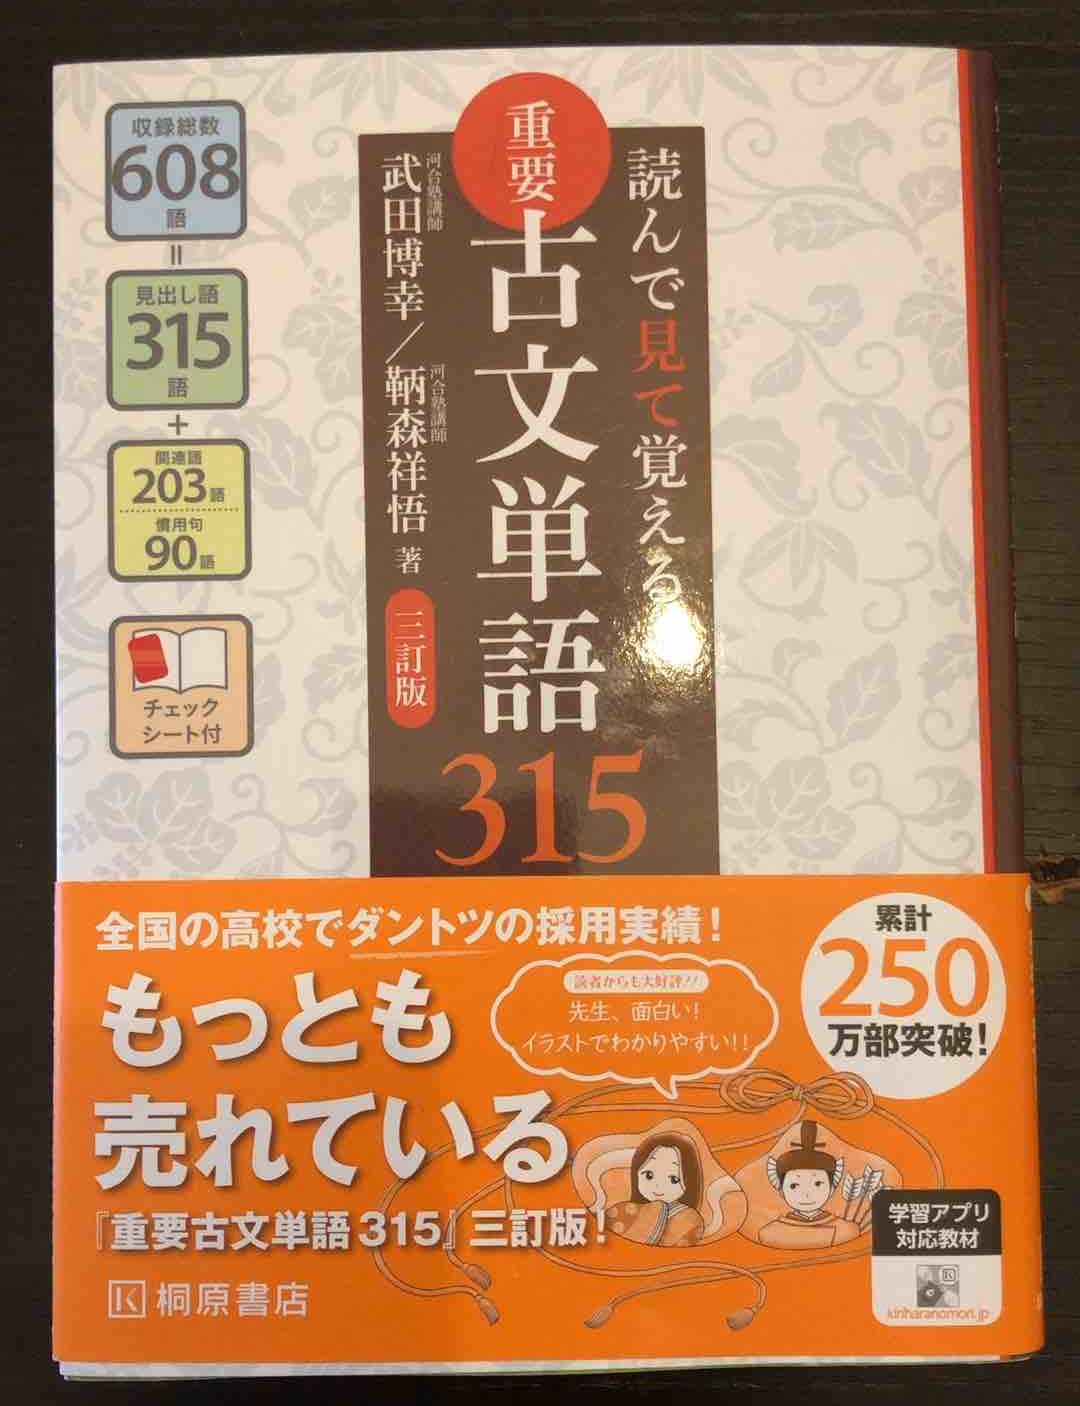 収録総数
608
語
=
見出し語
315
語
+
関連語
203語
慣用句
90語
チェック
シート付
読んで見て覚える
重要
古文単語
315
河合塾講師
武田博幸/
河合塾講師
鞆森祥悟 著
三訂版
全国の高校でダントツの採用実績!
もっとも
売れている
『重要古文単語315』三訂版!
K 桐原書店
読者からも大好評!!
先生、面白い!
イラストでわかりやすい!!
累計
250
万部突破!
学習アプリ
対応教材
K
kiriharanomori.jp